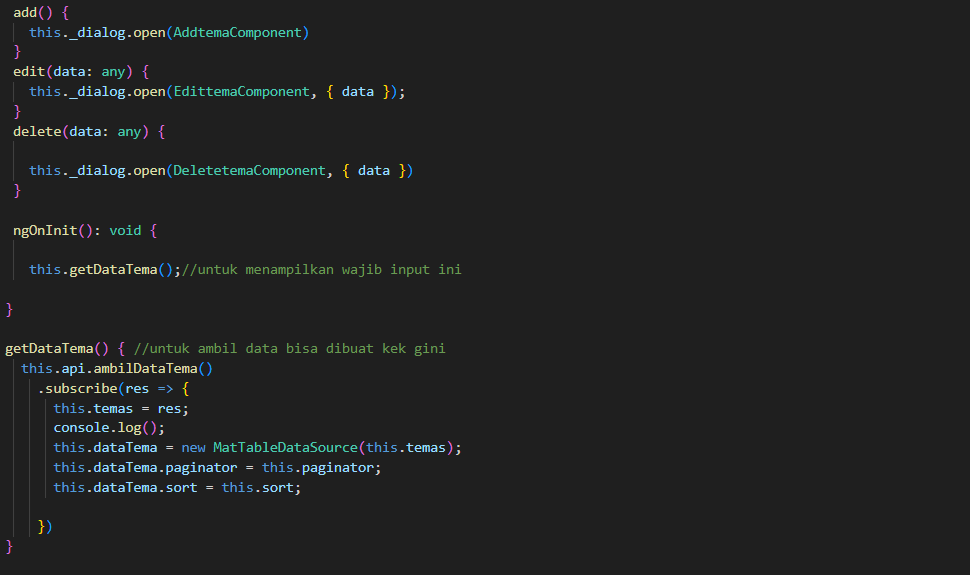 add() {
this._dialog.open(AddtemaComponent)
}
edit(data: any) {
this._dialog.open(EdittemaComponent, { data });
}
delete(data: any) {
this._dialog.open(DeletetemaComponent, { data })
}
ngOnInit(): void {
this.getDataTema();//untuk menampilkan wajib input ini
}
getDataTema() { //untuk ambil data bisa dibuat kek gini
this.api.ambilDataTema()
.subscribe(res => {
this.temas = res;
console.log();
this.dataTema = new MatTableDataSource(this.temas);
this.dataTema.paginator = this.paginator;
this.dataTema.sort = this.sort;
})
}